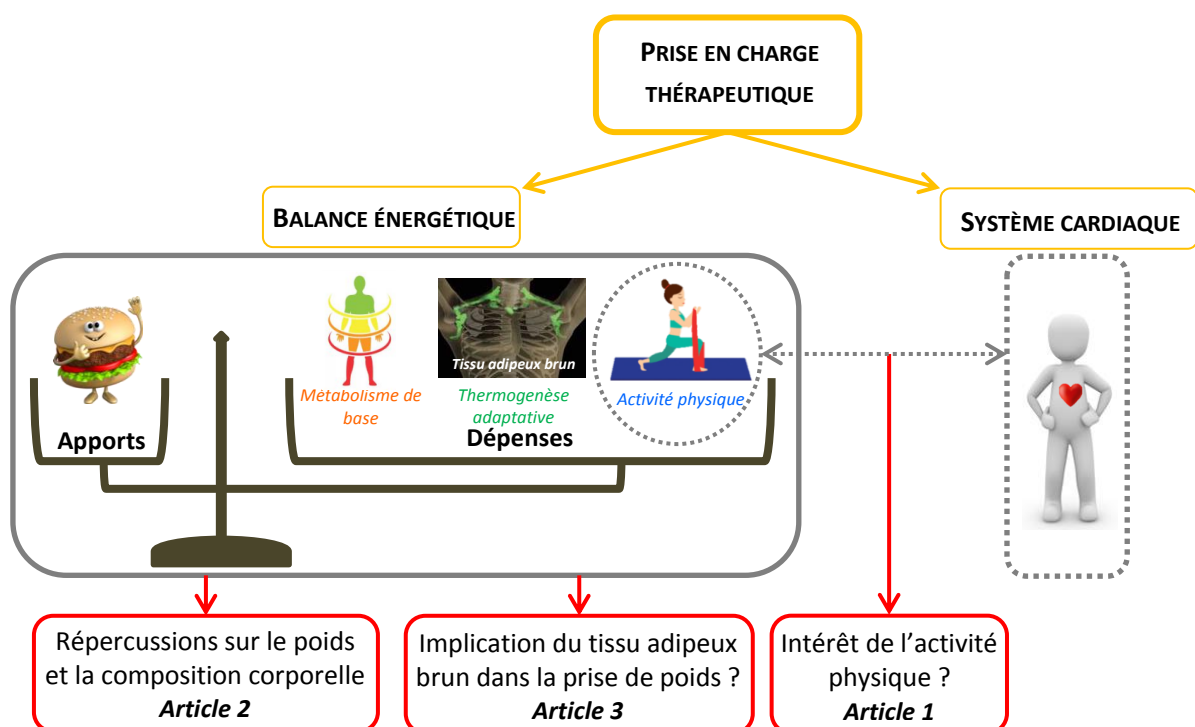 PRISE EN CHARGE
THÉRAPEUTIQUE
BALANCE ÉNERGÉTIQUE
SYSTÈME CARDIAQUE
Tissu adipeux brun
Métabolisme de
base
Thermogenèse
adaptative
Activité physique
Apports
Dépenses
Répercussions sur le poids
et la composition corporelle
Article 2
Implication du tissu adipeux
brun dans la prise de poids ?
Article 3
Intérêt de l’activité
physique ?
Article 1